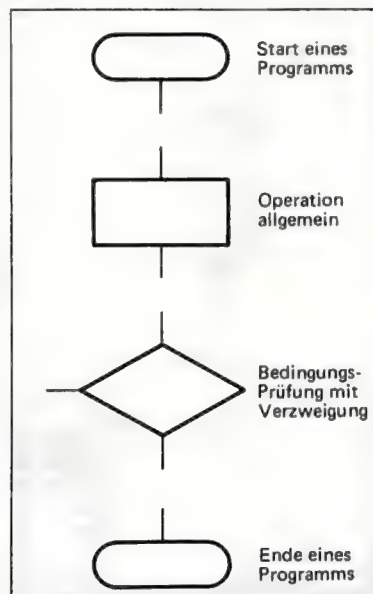 Start eines
Programms
Operation
allgemein
Bedingungs-
Prüfung mit
Verzweigung
Ende eines
Programms